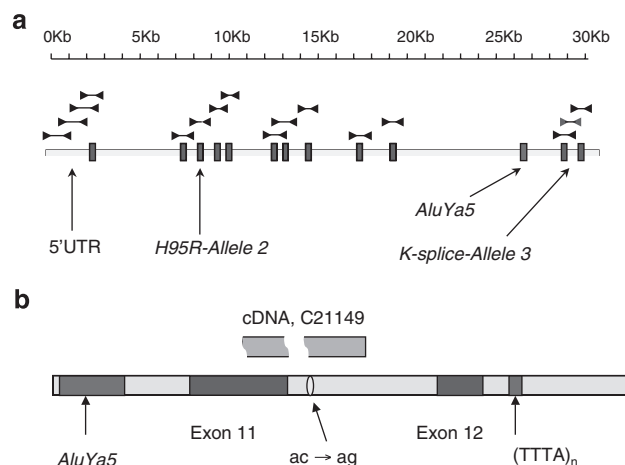 a
0Kb 5Kb 10Kb 15Kb 20Kb 25Kb 30Kb
AluYa5
5'UTR
H95R-Allele 2
K-splice-Allele 3
b
cDNA, C21149
Exon 11
Exon 12
AluYa5
ac → ag
(TTTA)n